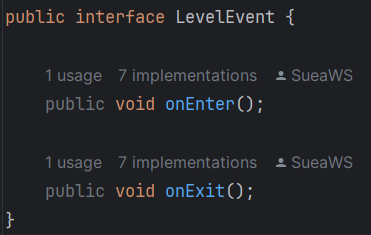 public interface LevelEvent {
1 usage 7 implementations SueaWS
public void onEnter();
1 usage 7 implementations SueaWS
public void onExit();
}